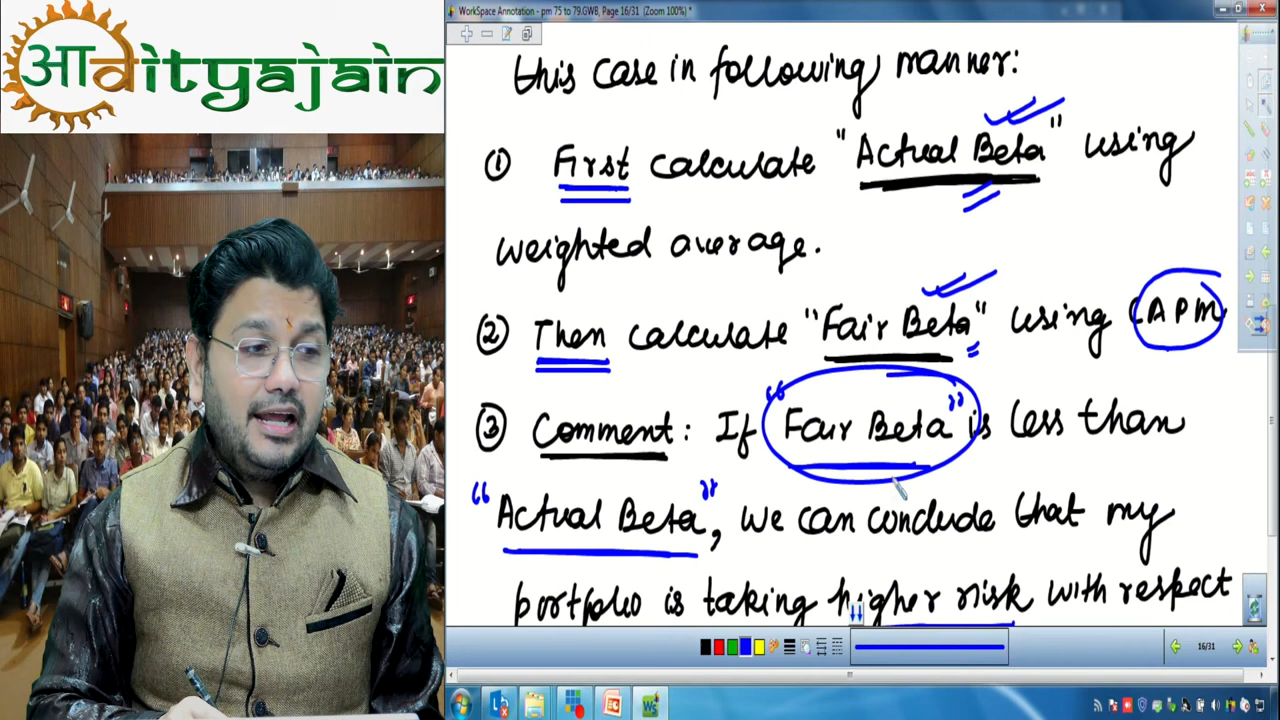 आdityajain
WorkSpace Annotation - pm 75 to 79.GWB, Page 16/31 (Zoom 100%) *
this case in following manner:
① First calculate "Actual Beta" using
weighted average.
② Then calculate "Fair Beta" using CAPM
③ Comment: If "Fair Beta" is less than
"Actual Beta", we can conclude that my
portfolio is taking higher risk with respect
16/31